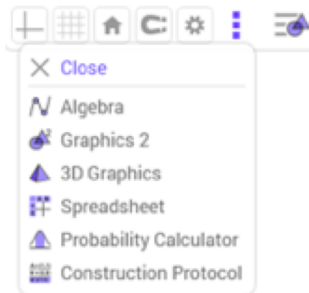 Close
Algebra
Graphics 2
3D Graphics
Spreadsheet
Probability Calculator
Construction Protocol